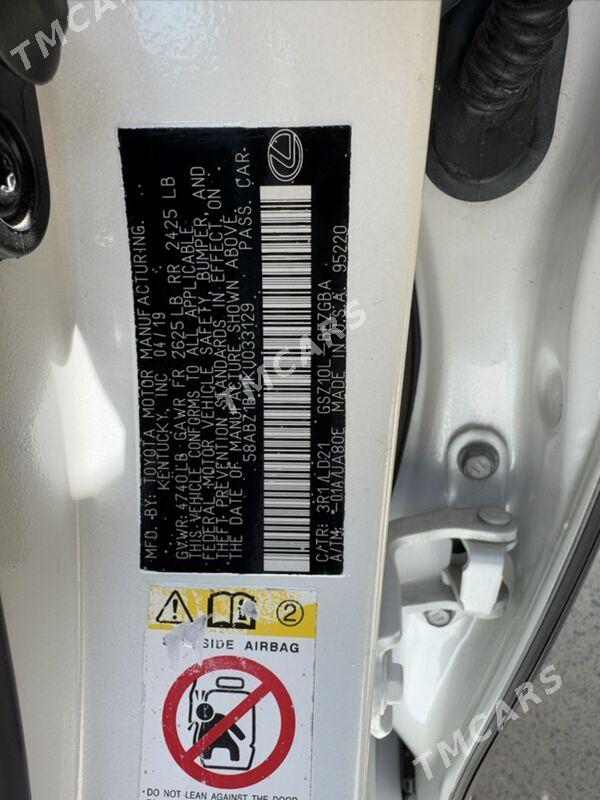 MFD. BY: TOYOTA MOTOR MANUFACTURING,
KENTUCKY, INC. 04/19
GVWR: 4740LB GAWR FR 2625 LB RR 2425 LB
THIS VEHICLE CONFORMS TO ALL APPLICABLE
FEDERAL MOTOR VEHICLE SAFETY, BUMPER, AND
THEFT PREVENTION STANDARDS IN EFFECT ON
THE DATE OF MANUFACTURE SHOWN ABOVE.
PASS. CAR
C/TR: 3R1/LD21
A/TM: -01A/UA80E MADE IN U.S.A. 95220
2
SIDE AIRBAG
DO NOT LEAN AGAINST THE DOOR
TMCARS
TMCARS
TMCARS
TMCARS